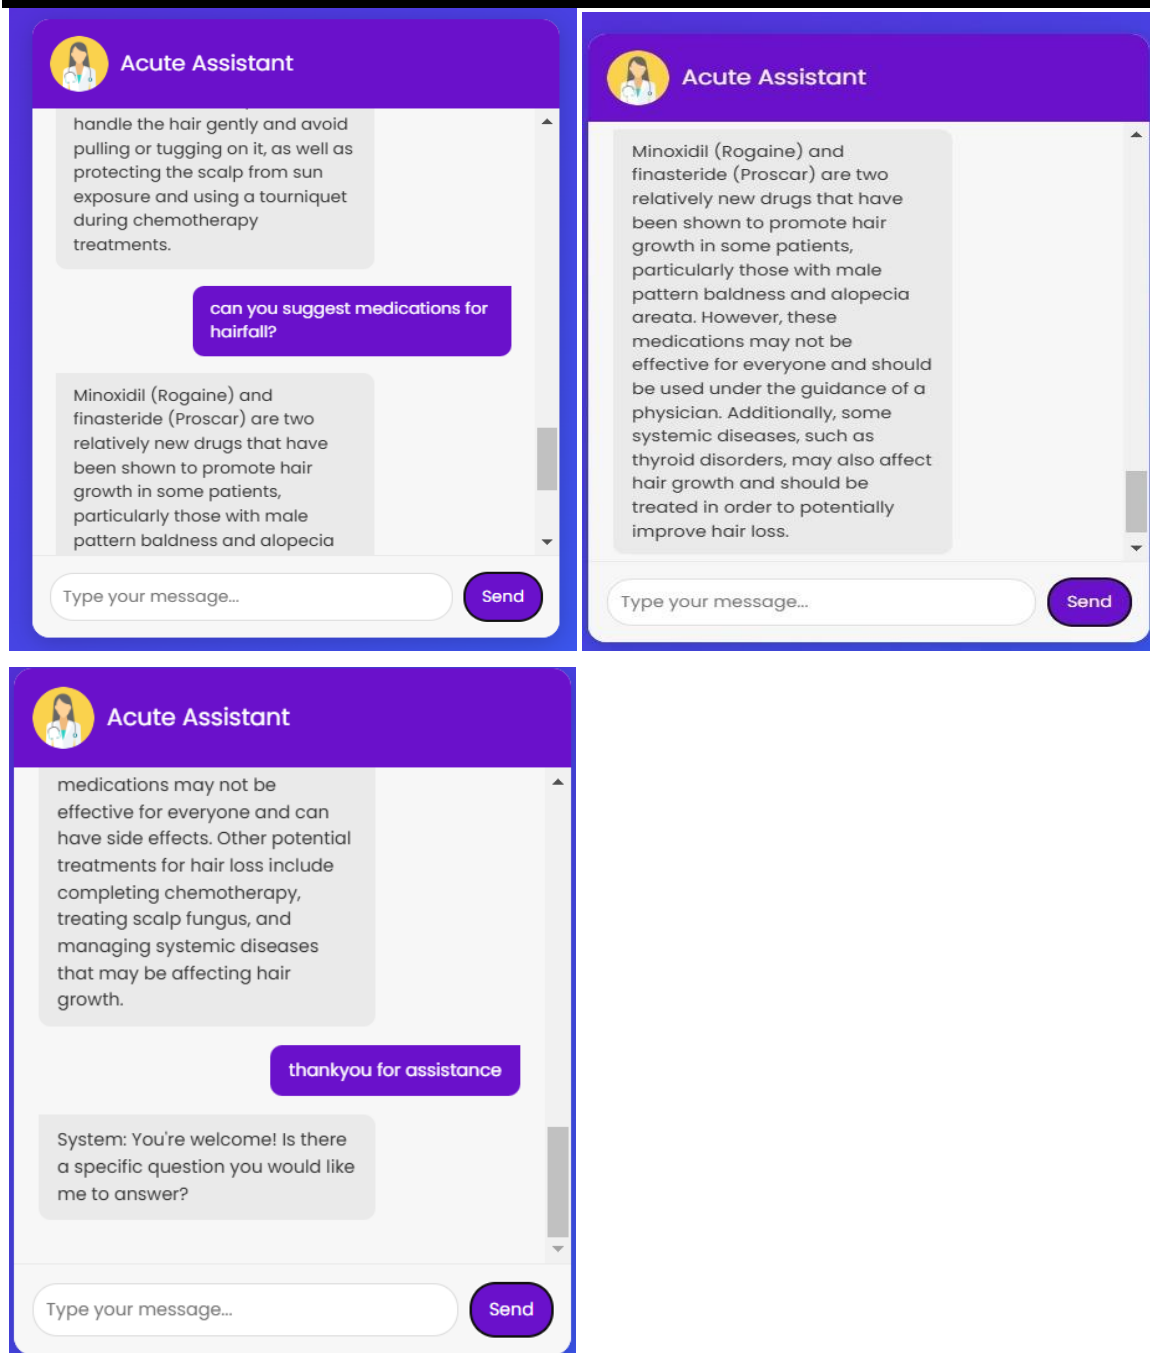 Acute Assistant
handle the hair gently and avoid
pulling or tugging on it, as well as
protecting the scalp from sun
exposure and using a tourniquet
during chemotherapy
treatments.
can you suggest medications for
hairfall?
Minoxidil (Rogaine) and
finasteride (Proscar) are two
relatively new drugs that have
been shown to promote hair
growth in some patients,
particularly those with male
pattern baldness and alopecia
Type your message...
Send
Acute Assistant
Minoxidil (Rogaine) and
finasteride (Proscar) are two
relatively new drugs that have
been shown to promote hair
growth in some patients,
particularly those with male
pattern baldness and alopecia
areata. However, these
medications may not be
effective for everyone and should
be used under the guidance of a
physician. Additionally, some
systemic diseases, such as
thyroid disorders, may also affect
hair growth and should be
treated in order to potentially
improve hair loss.
Type your message...
Send
Acute Assistant
medications may not be
effective for everyone and can
have side effects. Other potential
treatments for hair loss include
completing chemotherapy,
treating scalp fungus, and
managing systemic diseases
that may be affecting hair
growth.
thankyou for assistance
System: You're welcome! Is there
a specific question you would like
me to answer?
Type your message...
Send